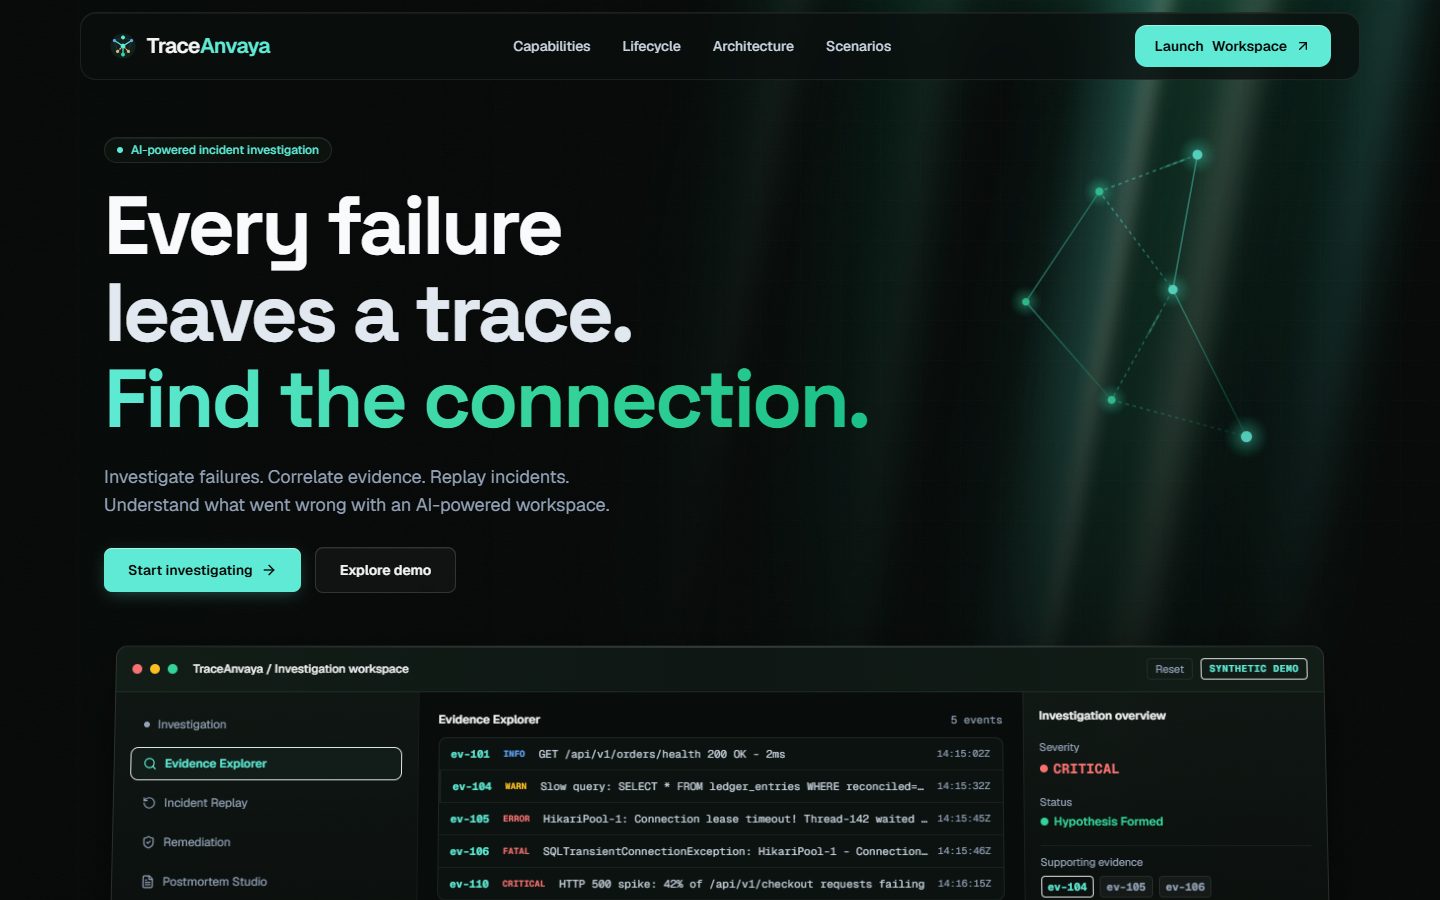 TraceAnvaya
Capabilities
Lifecycle
Architecture
Scenarios
Launch Workspace
AI-powered incident investigation
Every failure
leaves a trace.
Find the connection.
Investigate failures. Correlate evidence. Replay incidents.
Understand what went wrong with an AI-powered workspace.
Start investigating
Explore demo
TraceAnvaya / Investigation workspace
Reset
SYNTHETIC DEMO
Investigation
Evidence Explorer
Incident Replay
Remediation
Postmortem Studio
Evidence Explorer
5 events
ev-101 INFO GET /api/v1/orders/health 200 OK - 2ms 14:15:02Z
ev-104 WARN Slow query: SELECT * FROM ledger_entries WHERE reconciled=… 14:15:32Z
ev-105 ERROR HikariPool-1: Connection lease timeout! Thread-142 waited … 14:15:45Z
ev-106 FATAL SQLTransientConnectionException: HikariPool-1 - Connection… 14:15:46Z
ev-110 CRITICAL HTTP 500 spike: 42% of /api/v1/checkout requests failing 14:16:15Z
Investigation overview
Severity
CRITICAL
Status
Hypothesis Formed
Supporting evidence
ev-104 ev-105 ev-106